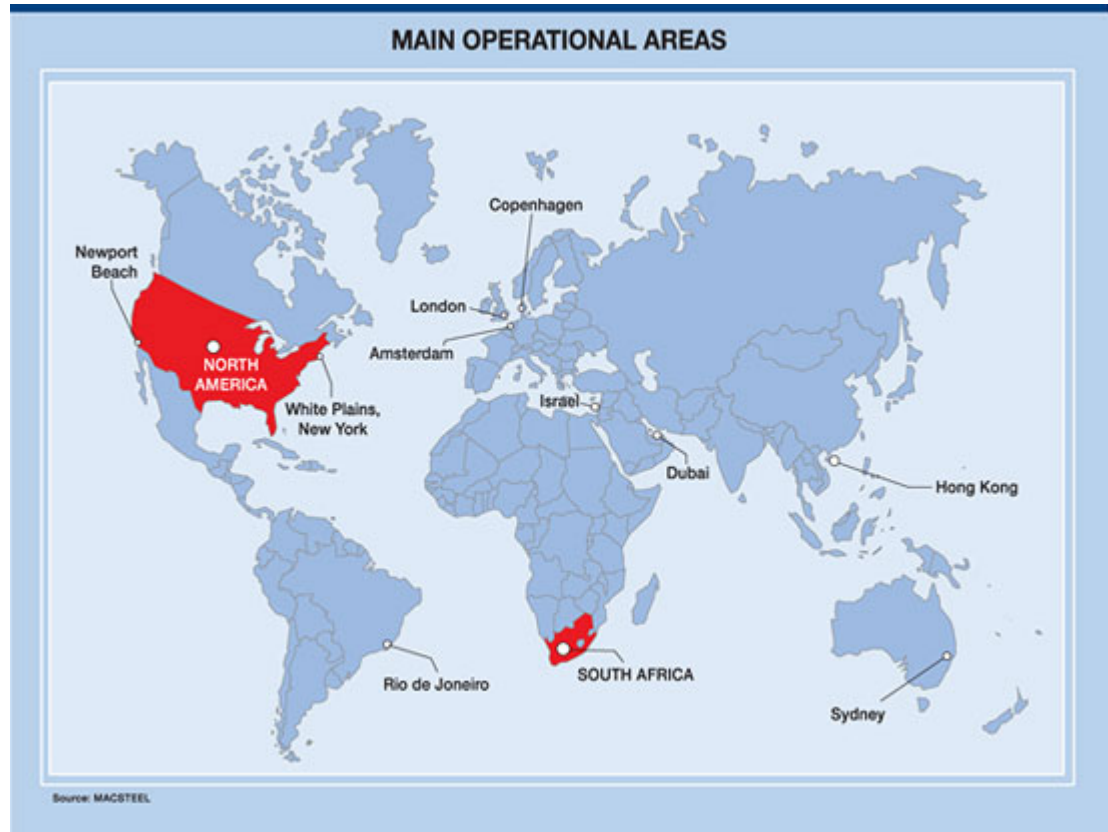 MAIN OPERATIONAL AREAS
Copenhagen
Newport
Beach
London
Amsterdam
NORTH
AMERICA
White Plains,
New York
Israel
Dubai
Hong Kong
Rio de Joneiro
SOUTH AFRICA
Sydney
Source: MACSTEEL